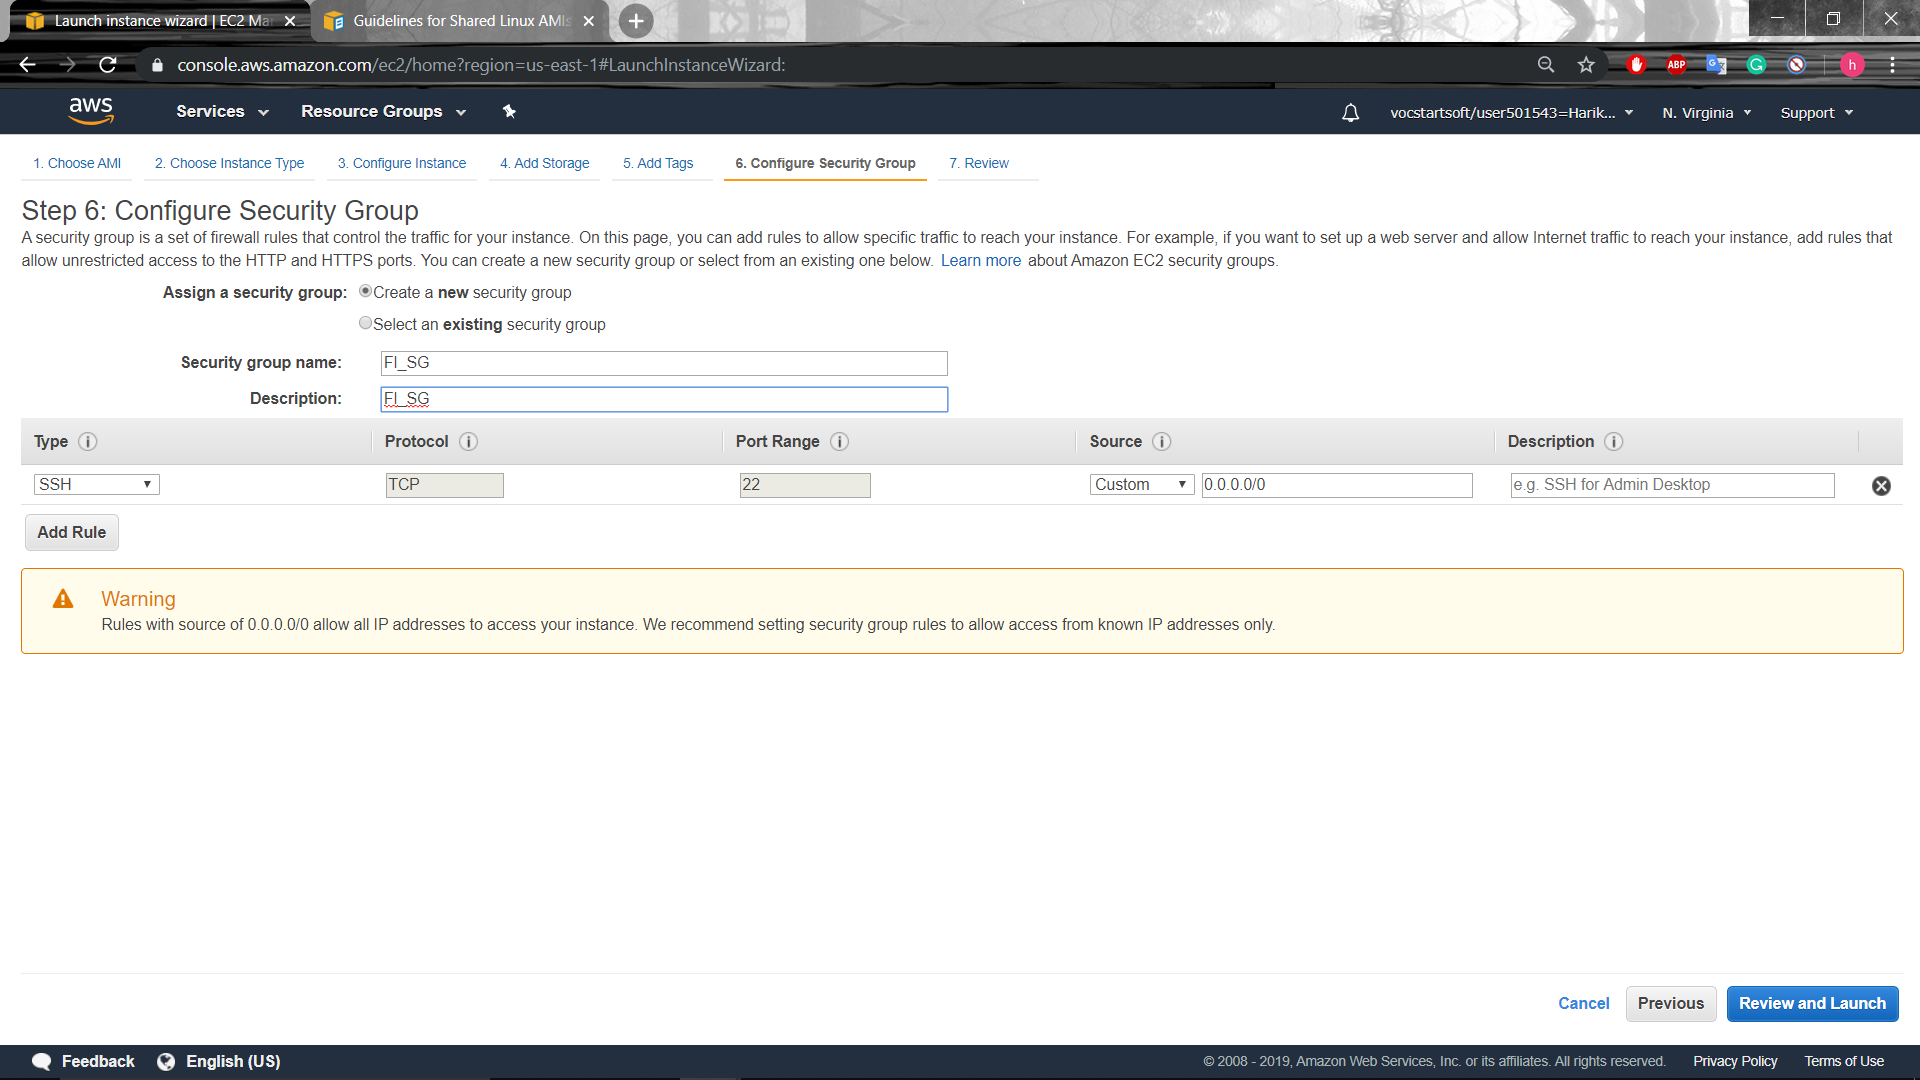 Launch instance wizard | EC2 Ma
Guidelines for Shared Linux AMIs
console.aws.amazon.com/ec2/home?region=us-east-1#LaunchInstanceWizard:
ABP
h
aws
Services
Resource Groups
vocstartsoft/user501543=Harik...
N. Virginia
Support
1. Choose AMI
2. Choose Instance Type
3. Configure Instance
4. Add Storage
5. Add Tags
6. Configure Security Group
7. Review
Step 6: Configure Security Group
A security group is a set of firewall rules that control the traffic for your instance. On this page, you can add rules to allow specific traffic to reach your instance. For example, if you want to set up a web server and allow Internet traffic to reach your instance, add rules that
allow unrestricted access to the HTTP and HTTPS ports. You can create a new security group or select from an existing one below. Learn more about Amazon EC2 security groups.
Assign a security group:
Create a new security group
Select an existing security group
Security group name:
FI_SG
Description:
FI_SG
Type
Protocol
Port Range
Source
Description
SSH
TCP
22
Custom
0.0.0.0/0
e.g. SSH for Admin Desktop
Add Rule
Warning
Rules with source of 0.0.0.0/0 allow all IP addresses to access your instance. We recommend setting security group rules to allow access from known IP addresses only.
Cancel
Previous
Review and Launch
Feedback
English (US)
© 2008 - 2019, Amazon Web Services, Inc. or its affiliates. All rights reserved.
Privacy Policy
Terms of Use